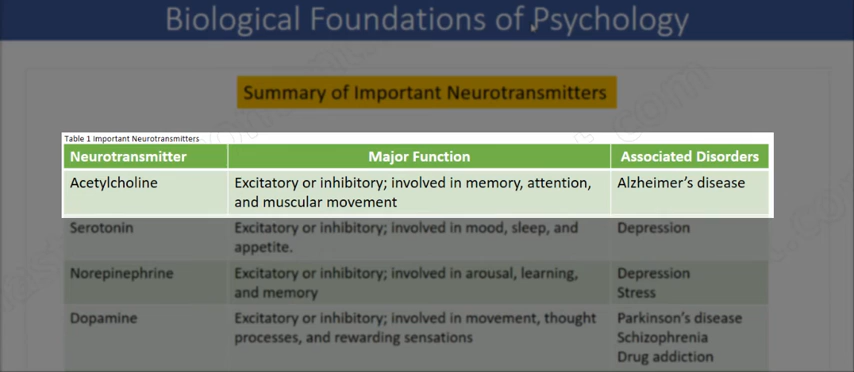 Biological Foundations of Psychology
Summary of Important Neurotransmitters
Table 1 Important Neurotransmitters
Neurotransmitter Major Function Associated Disorders
Acetylcholine Excitatory or inhibitory; involved in memory, attention, Alzheimer's disease
and muscular movement
Serotonin Excitatory or inhibitory; involved in mood, sleep, and Depression
appetite.
Norepinephrine Excitatory or inhibitory; involved in arousal, learning, Depression
and memory Stress
Dopamine Excitatory or inhibitory; involved in movement, thought Parkinson's disease
processes, and rewarding sensations Schizophrenia
Drug addiction